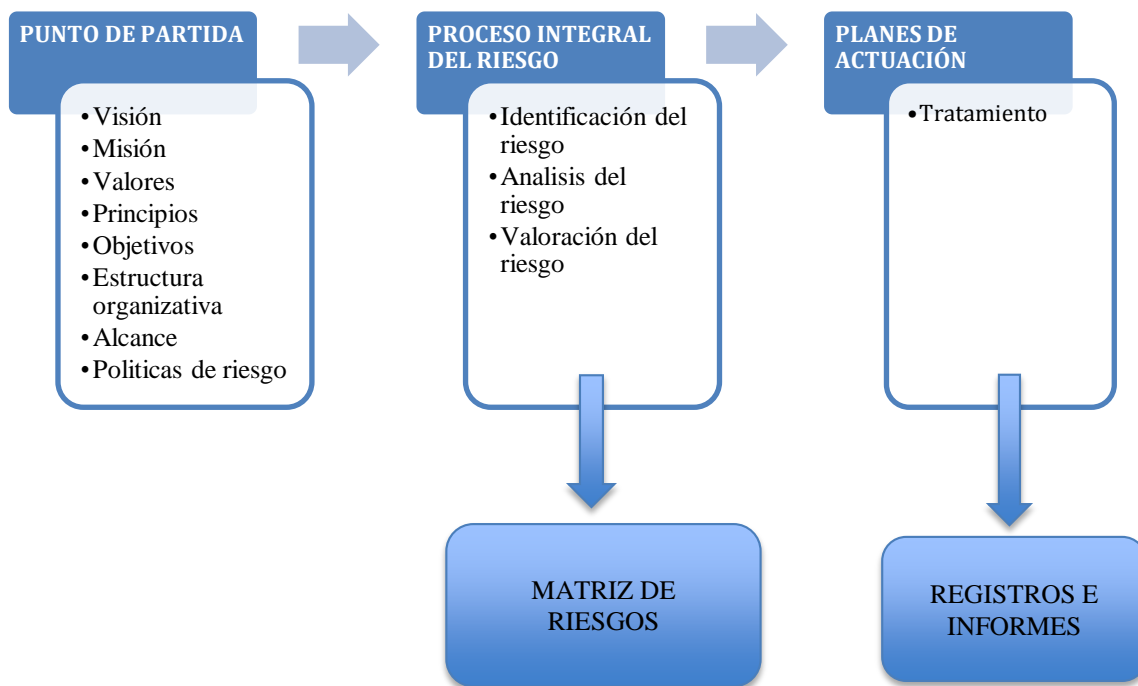 PUNTO DE PARTIDA
•Visión
•Misión
•Valores
•Principios
•Objetivos
•Estructura
organizativa
•Alcance
•Politicas de riesgo
PROCESO INTEGRAL
DEL RIESGO
•Identificación del
riesgo
•Analisis del
riesgo
•Valoración del
riesgo
MATRIZ DE
RIESGOS
PLANES DE
ACTUACIÓN
•Tratamiento
REGISTROS E
INFORMES